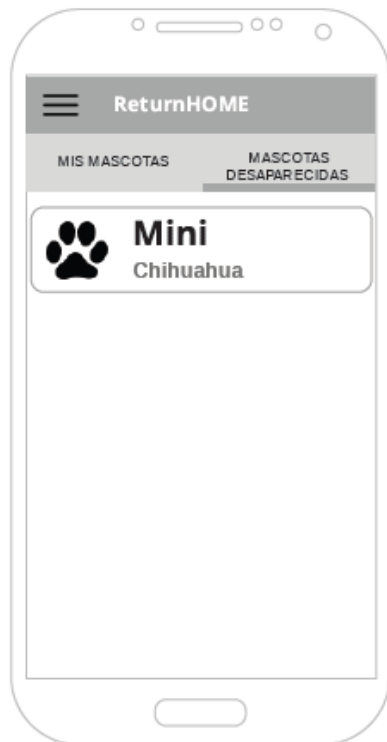 ReturnHOME
MIS MASCOTAS
MASCOTAS
DESAPARECIDAS
Mini
Chihuahua